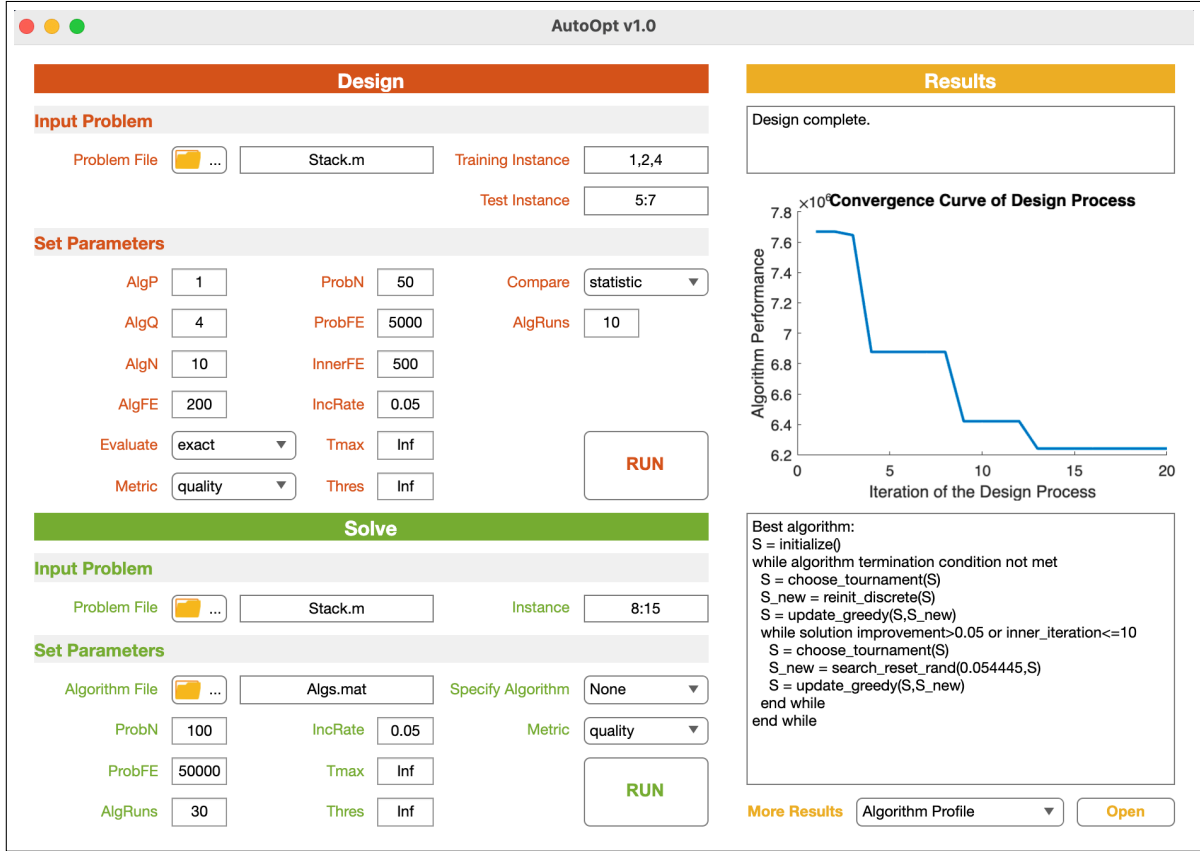 AutoOpt v1.0
Design
Input Problem
Problem File ... Stack.m Training Instance 1,2,4
Test Instance 5:7
Set Parameters
AlgP 1 ProbN 50 Compare statistic
AlgQ 4 ProbFE 5000 AlgRuns 10
AlgN 10 InnerFE 500
AlgFE 200 IncRate 0.05
Evaluate exact Tmax Inf
Metric quality Thres Inf
RUN
Solve
Input Problem
Problem File ... Stack.m Instance 8:15
Set Parameters
Algorithm File ... Algs.mat Specify Algorithm None
ProbN 100 IncRate 0.05 Metric quality
ProbFE 50000 Tmax Inf
AlgRuns 30 Thres Inf
RUN
Results
Design complete.
×10⁶ Convergence Curve of Design Process
7.8
7.6
7.4
7.2
7
6.8
6.6
6.4
6.2
Algorithm Performance
0 5 10 15 20
Iteration of the Design Process
Best algorithm:
S = initialize()
while algorithm termination condition not met
S = choose_tournament(S)
S_new = reinit_discrete(S)
S = update_greedy(S,S_new)
while solution improvement>0.05 or inner_iteration<=10
S = choose_tournament(S)
S_new = search_reset_rand(0.054445,S)
S = update_greedy(S,S_new)
end while
end while
More Results Algorithm Profile Open